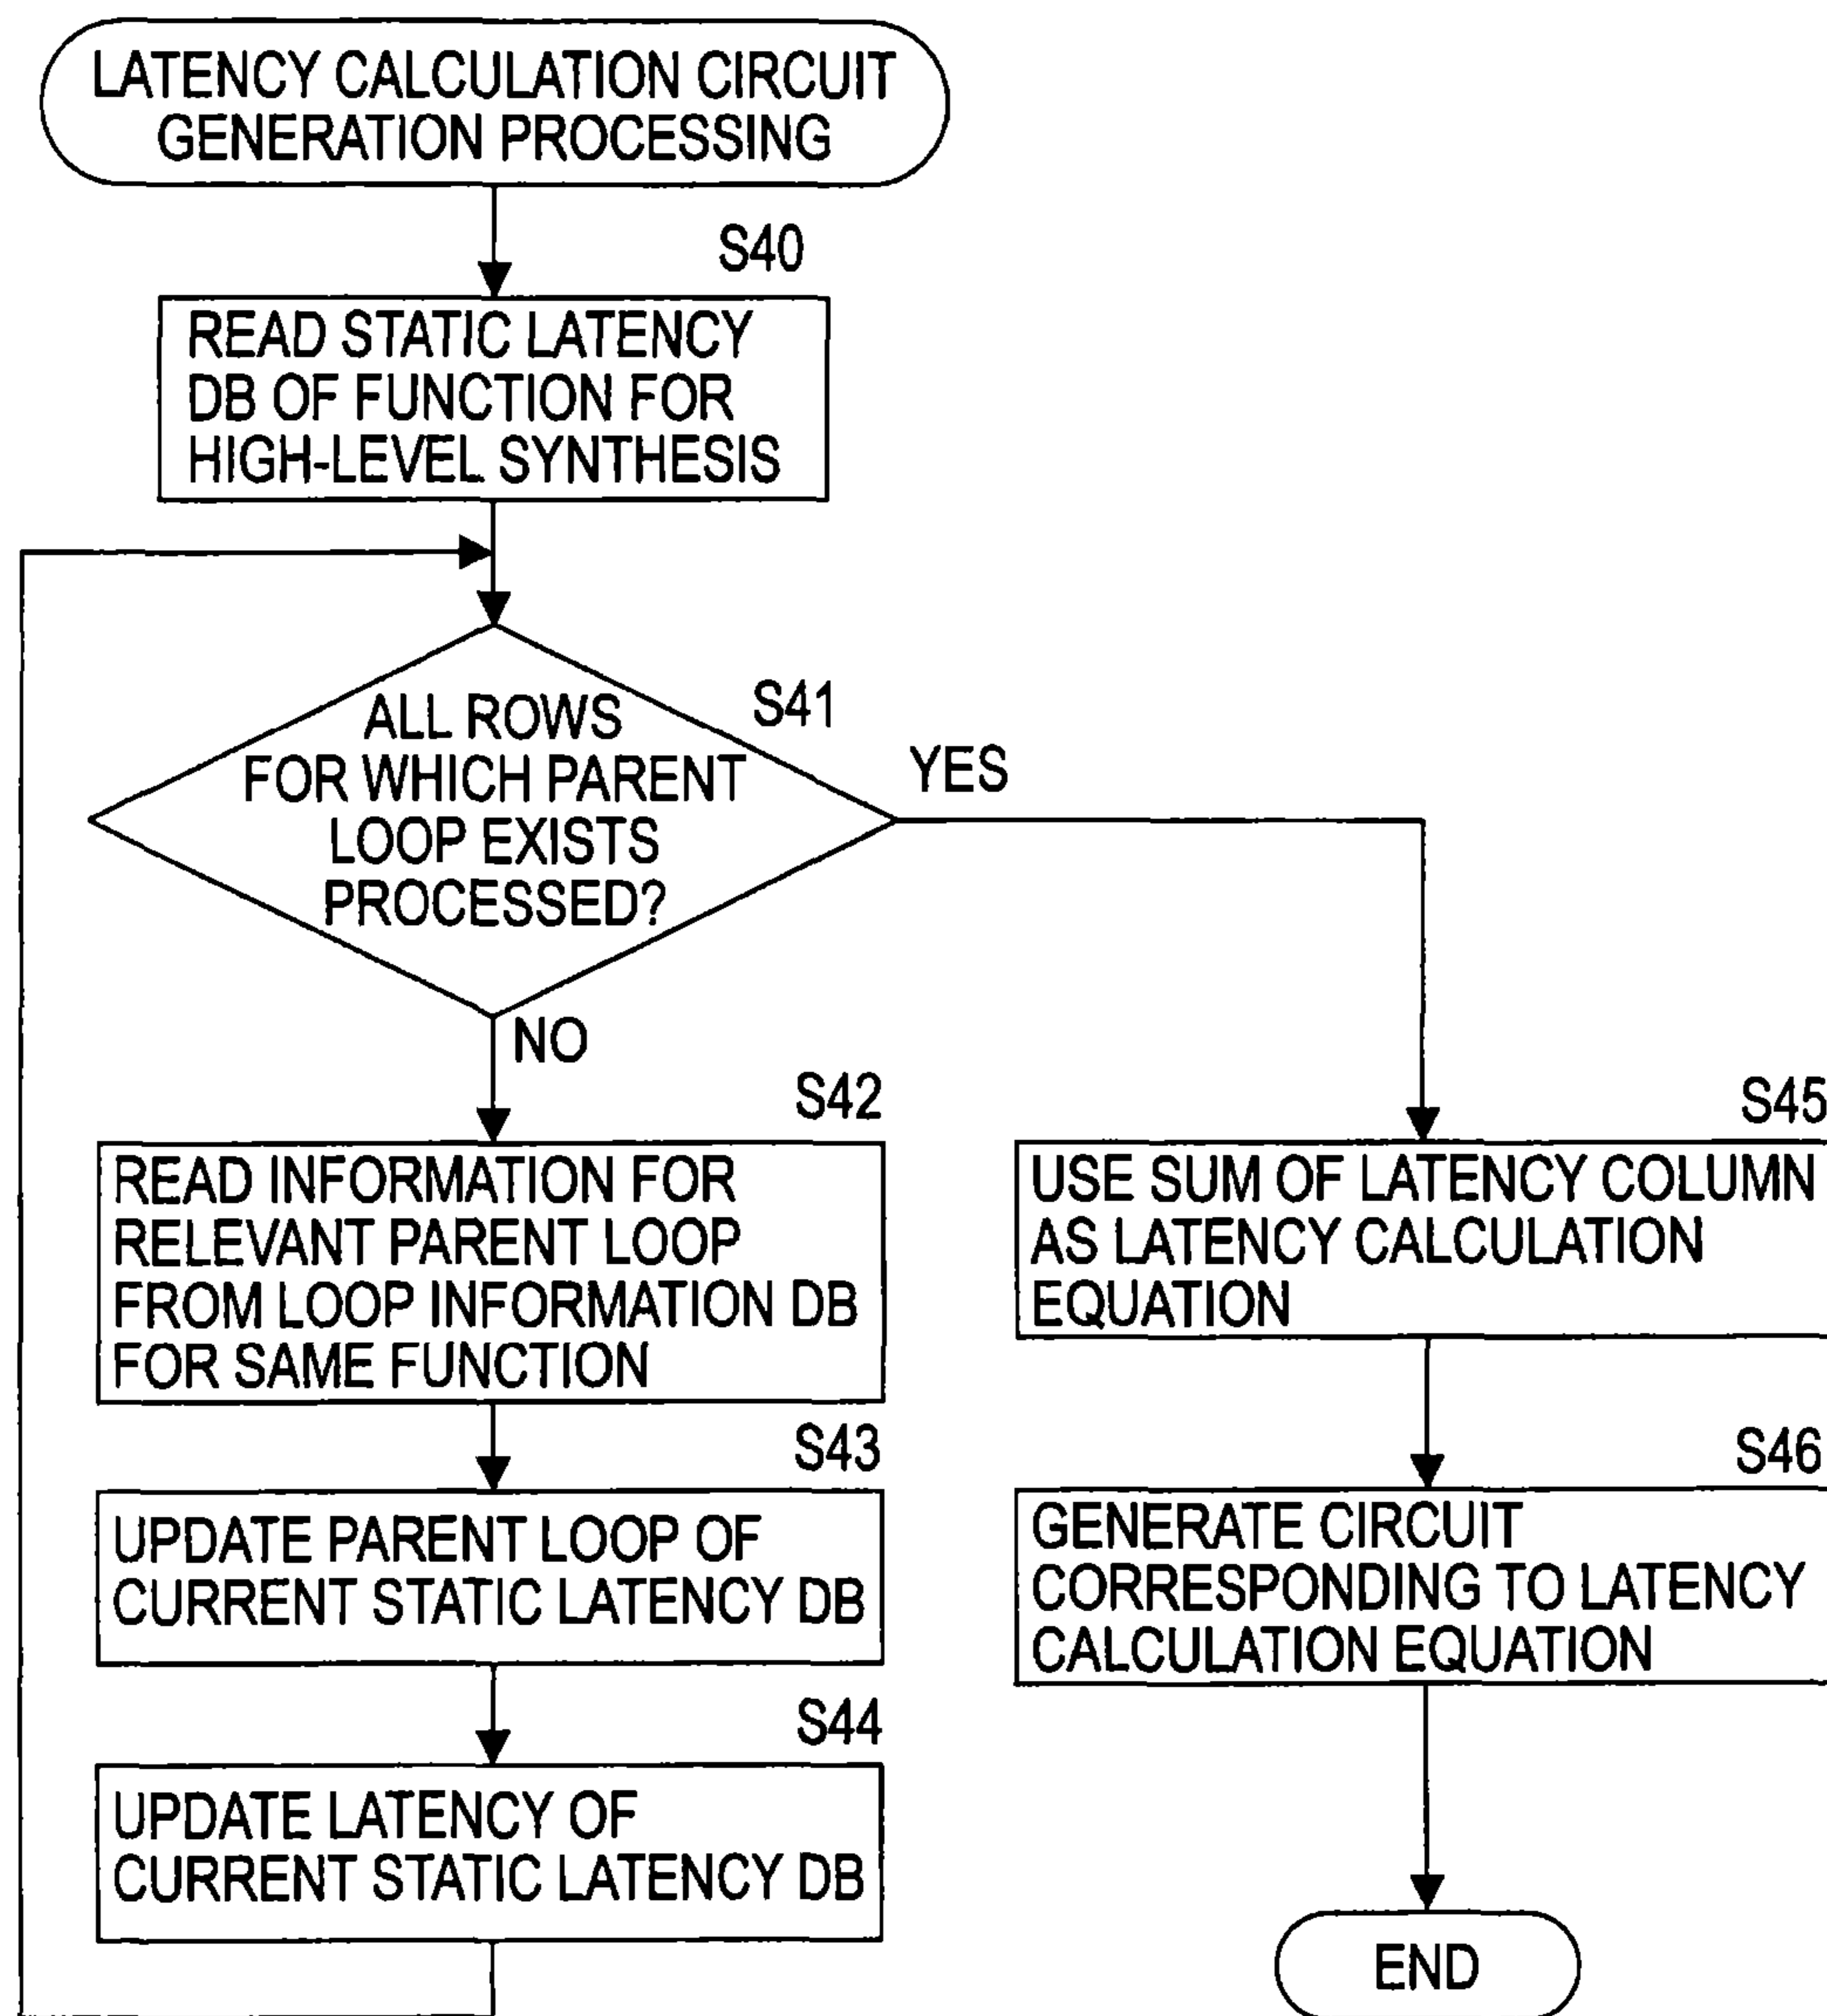 LATENCY CALCULATION CIRCUIT
GENERATION PROCESSING
S40
READ STATIC LATENCY
DB OF FUNCTION FOR
HIGH-LEVEL SYNTHESIS
S41
ALL ROWS
FOR WHICH PARENT
LOOP EXISTS
PROCESSED?
YES
NO
S42
READ INFORMATION FOR
RELEVANT PARENT LOOP
FROM LOOP INFORMATION DB
FOR SAME FUNCTION
S43
UPDATE PARENT LOOP OF
CURRENT STATIC LATENCY DB
S44
UPDATE LATENCY OF
CURRENT STATIC LATENCY DB
S45
USE SUM OF LATENCY COLUMN
AS LATENCY CALCULATION
EQUATION
S46
GENERATE CIRCUIT
CORRESPONDING TO LATENCY
CALCULATION EQUATION
END